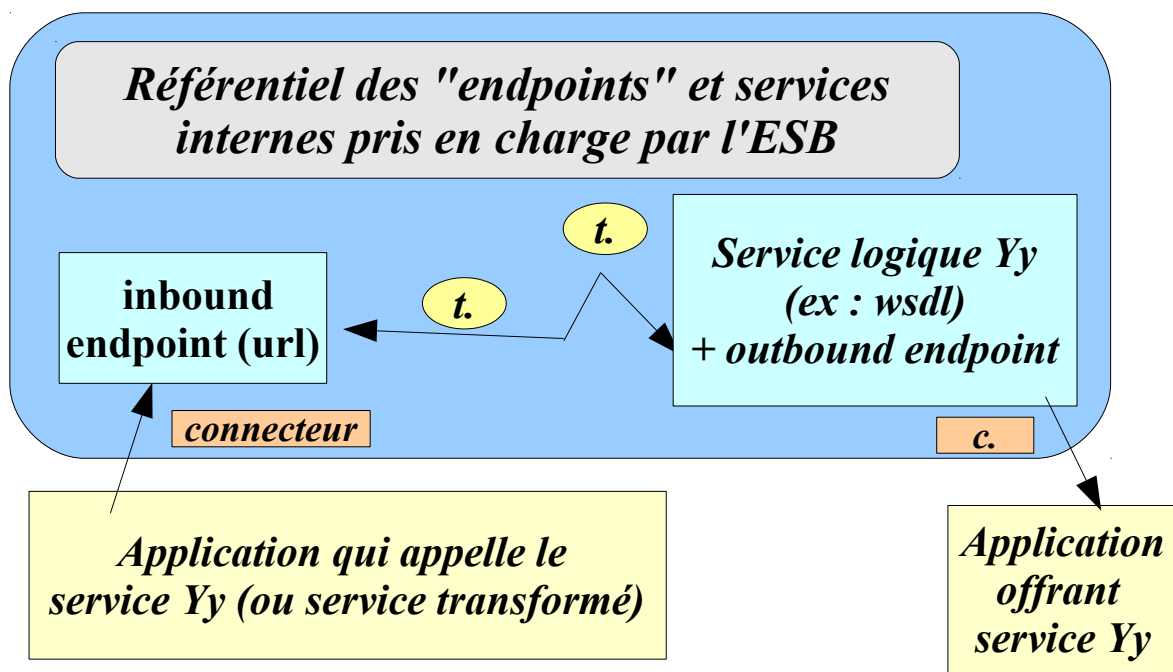 Référentiel des "endpoints" et services
internes pris en charge par l'ESB
t.
t.
inbound
endpoint (url)
Service logique Yy
(ex : wsdl)
+ outbound endpoint
connecteur
c.
Application qui appelle le
service Yy (ou service transformé)
Application
offrant
service Yy